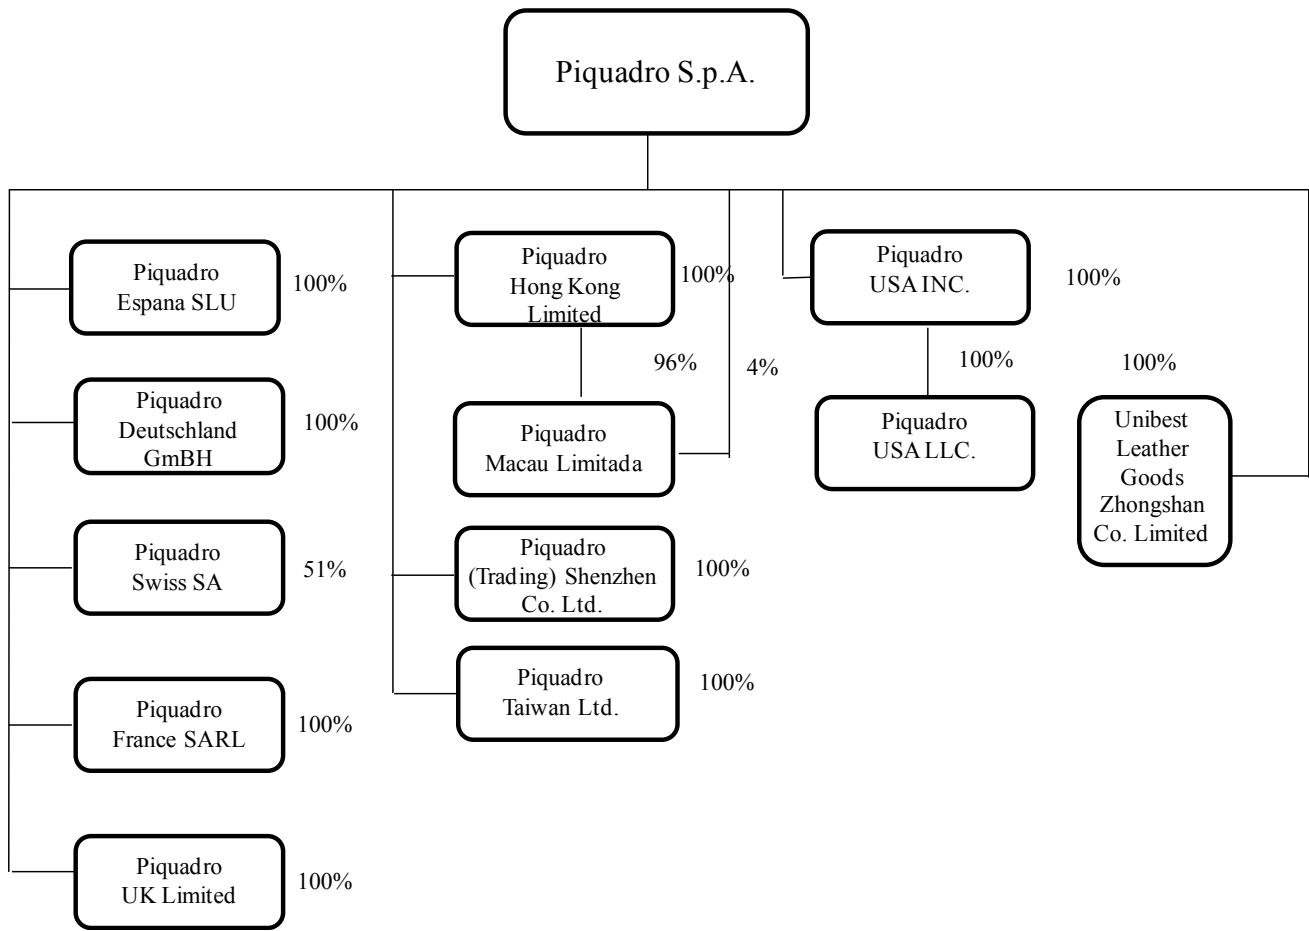 Piquadro S.p.A.
Piquadro
Espana SLU
100%
Piquadro
Deutschland
GmBH
100%
Piquadro
Swiss SA
51%
Piquadro
France SARL
100%
Piquadro
UK Limited
100%
Piquadro
Hong Kong
Limited
100%
96%
4%
Piquadro
Macau Limitada
Piquadro
(Trading) Shenzhen
Co. Ltd.
100%
Piquadro
Taiwan Ltd.
100%
Piquadro
USA INC.
100%
100%
Piquadro
USA LLC.
100%
Unibest
Leather
Goods
Zhongshan
Co. Limited